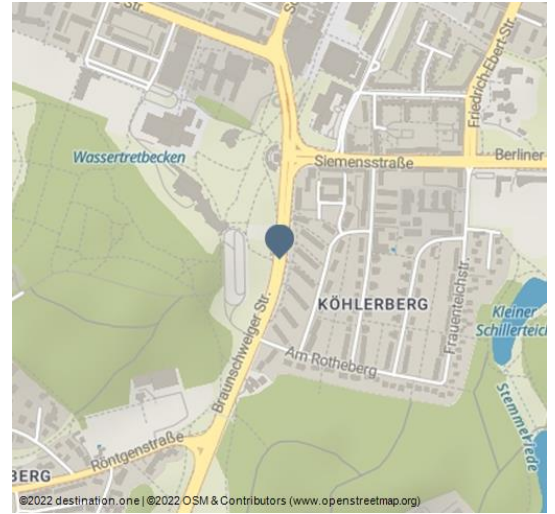 Str.
Friedrich-Ebert-Str.
Wassertretbecken
Siemensstraße
Berliner
KÖHLERBERG
Kleiner
Schillerteich
Braunschweiger Str.
Frauenteichstr.
Am Rotheberg
Stemmeriede
Röntgenstraße
BERG
©2022 destination.one | ©2022 OSM & Contributors (www.openstreetmap.org)